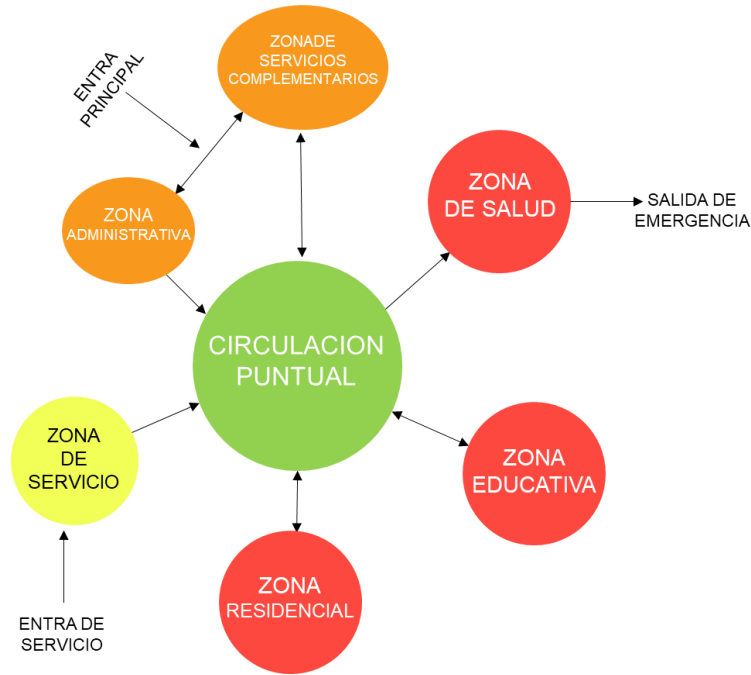 ZONADE
SERVICIOS
COMPLEMENTARIOS
ENTRA
PRINCIPAL
ZONA
ADMINISTRATIVA
ZONA
DE SALUD
SALIDA DE
EMERGENCIA
CIRCULACION
PUNTUAL
ZONA
DE
SERVICIO
ZONA
EDUCATIVA
ZONA
RESIDENCIAL
ENTRA DE
SERVICIO